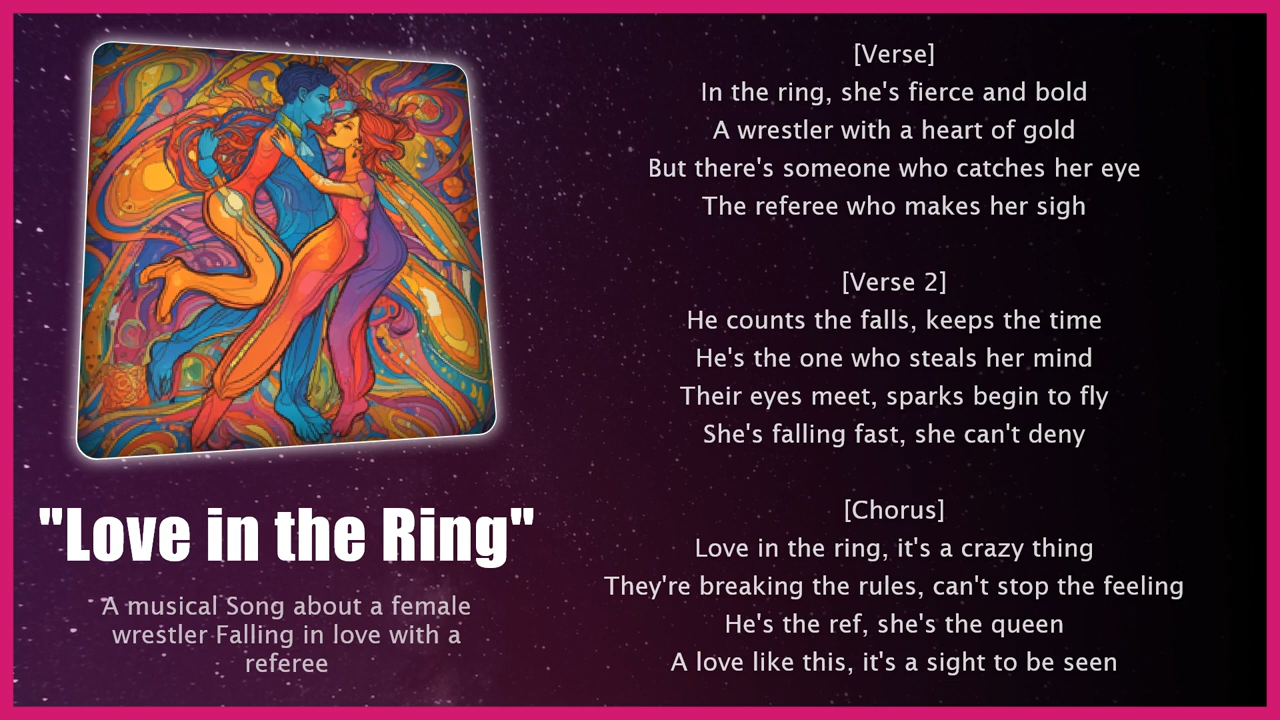 "Love in the Ring"
A musical Song about a female
wrestler Falling in love with a
referee
[Verse]
In the ring, she's fierce and bold
A wrestler with a heart of gold
But there's someone who catches her eye
The referee who makes her sigh
[Verse 2]
He counts the falls, keeps the time
He's the one who steals her mind
Their eyes meet, sparks begin to fly
She's falling fast, she can't deny
[Chorus]
Love in the ring, it's a crazy thing
They're breaking the rules, can't stop the feeling
He's the ref, she's the queen
A love like this, it's a sight to be seen